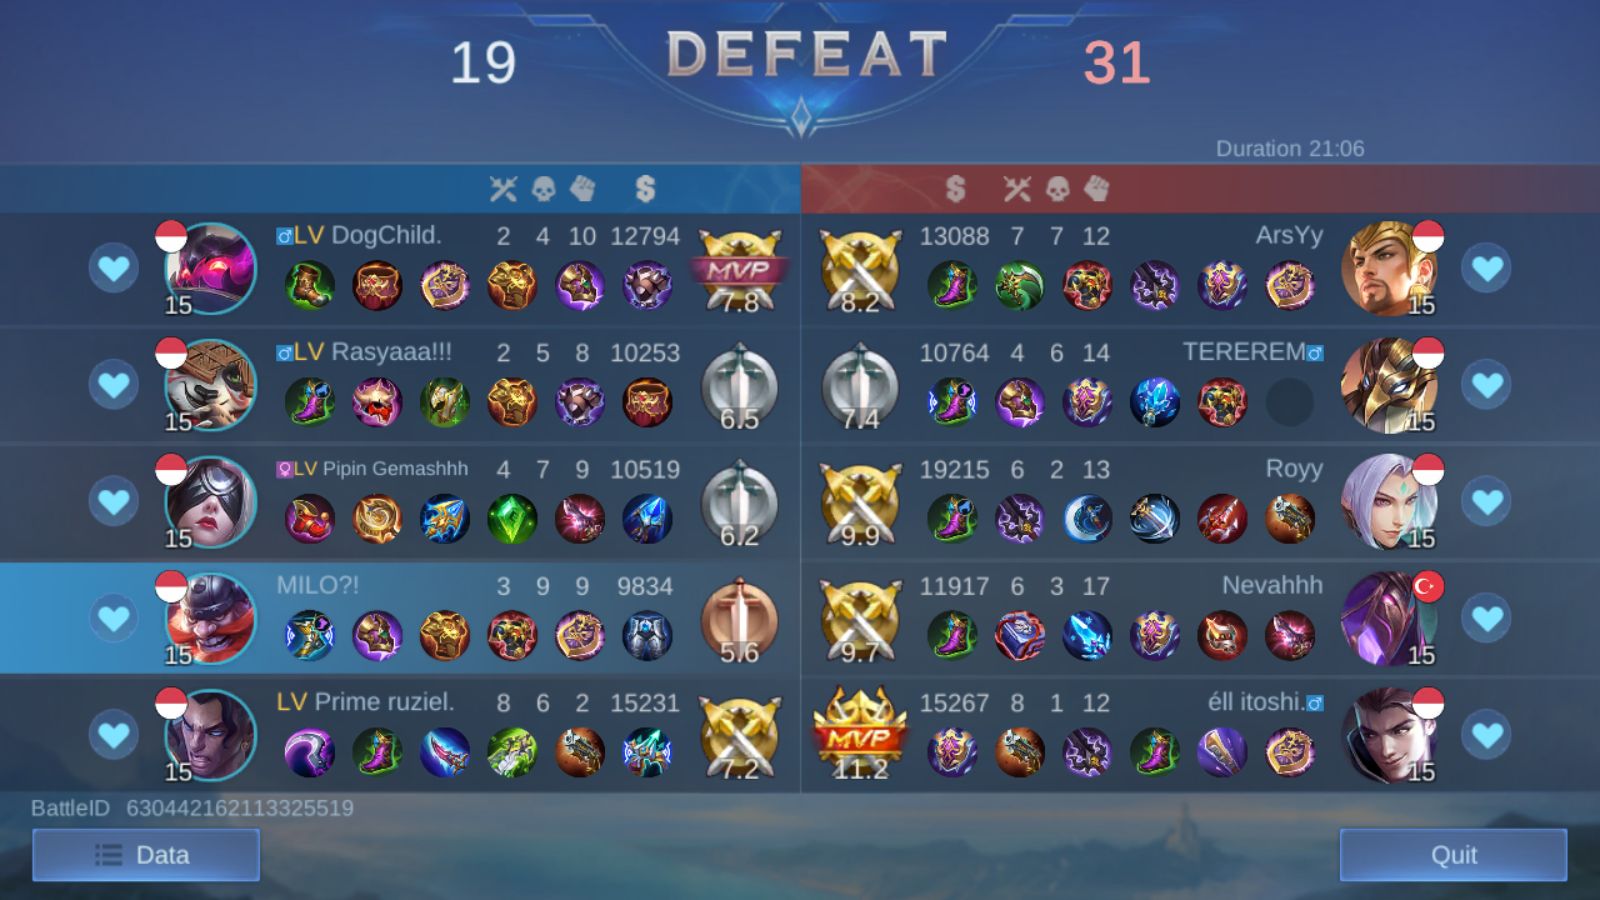 19 DEFEAT 31
Duration 21:06
LV DogChild. 2 4 10 12794
15 MVP 7.8
13088 7 7 12 ArsYy
8.2 15
LV Rasyaaa!!! 2 5 8 10253
15 6.5
10764 4 6 14 TEREREM
7.4 15
LV Pipin Gemashhh 4 7 9 10519
15 6.2
19215 6 2 13 Royy
9.9 15
MILO?! 3 9 9 9834
15 5.6
11917 6 3 17 Nevahhh
9.7 15
LV Prime ruziel. 8 6 2 15231
15 7.2
15267 8 1 12 éll itoshi.
MVP 11.2 15
BattleID 630442162113325519
Data
Quit